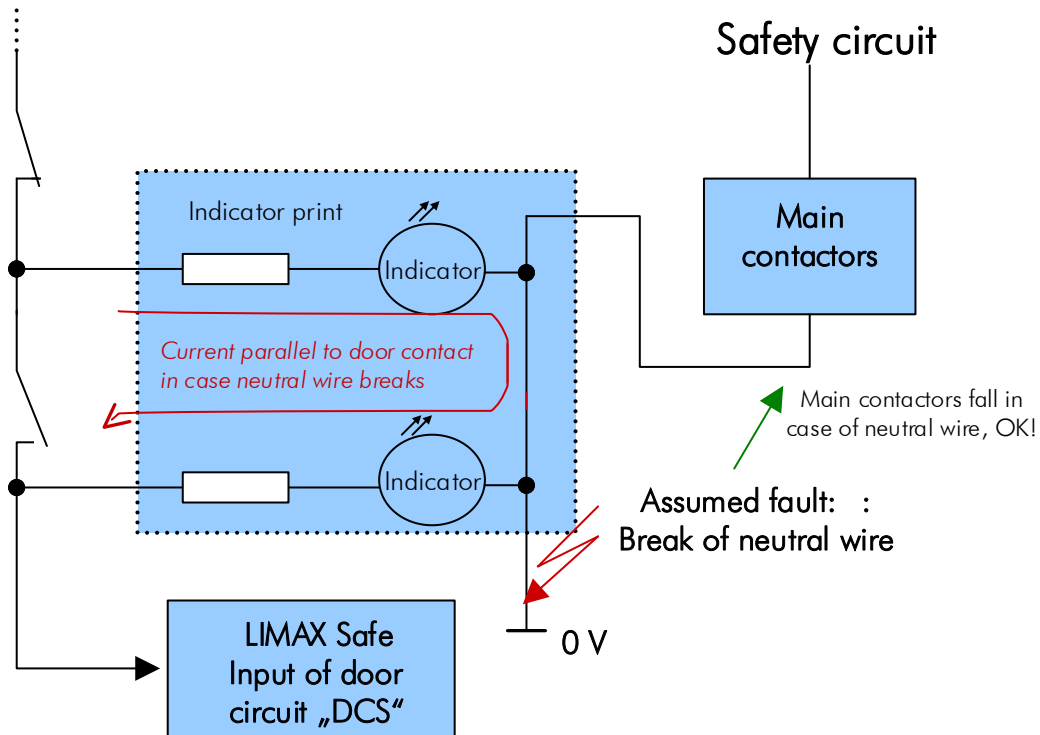 Safety circuit
Indicator print
Main
contactors
Indicator
Current parallel to door contact
in case neutral wire breaks
Main contactors fall in
case of neutral wire, OK!
Indicator
Assumed fault:   :
Break of neutral wire
0 V
LIMAX Safe
Input of door
circuit „DCS“